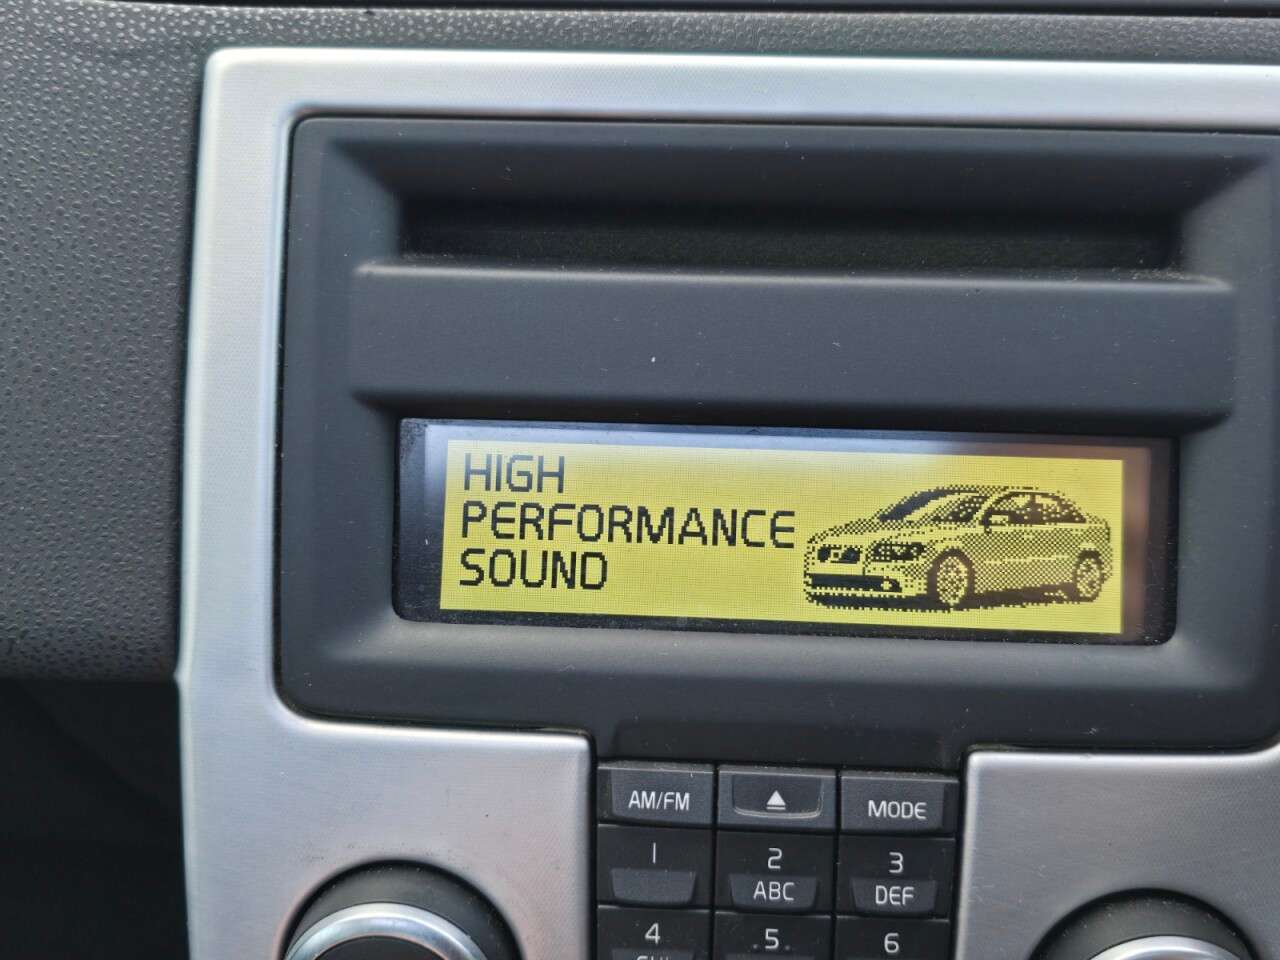 HIGH
PERFORMANCE
SOUND
AM/FM
MODE
1
2
3
ABC
DEF
4
5
6